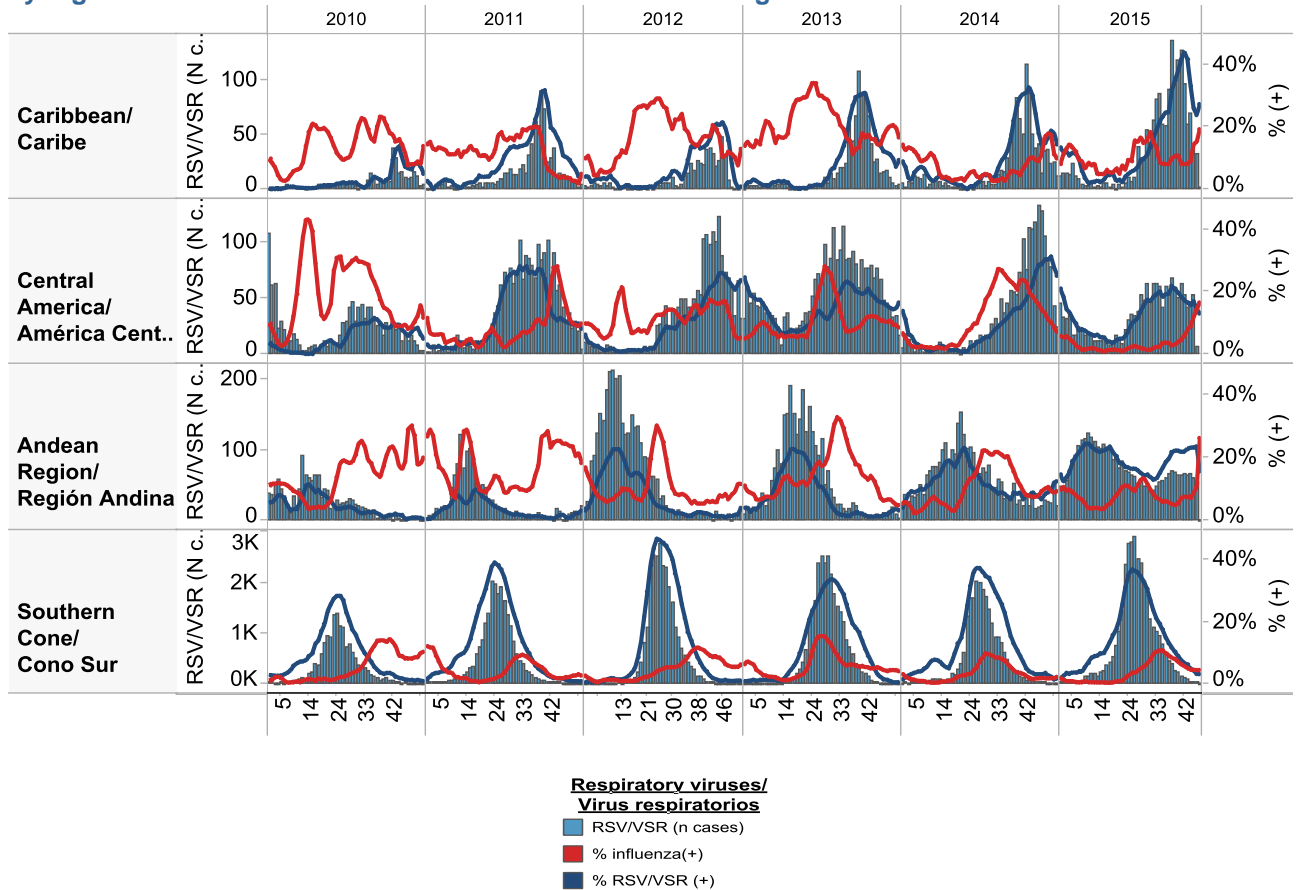 2010 2011 2012 2013 2014 2015
Caribbean/
Caribe
RSV/VSR (N c..
100
50
0
40%
20%
0%
% (+)
Central
America/
América Cent..
RSV/VSR (N c..
100
50
0
40%
20%
0%
% (+)
Andean
Region/
Región Andina
RSV/VSR (N c..
200
100
0
40%
20%
0%
% (+)
Southern
Cone/
Cono Sur
RSV/VSR (N c..
3K
2K
1K
0K
40%
20%
0%
% (+)
5 14 24 33 42 5 14 24 33 42 13 21 30 38 46 5 14 24 33 42 5 14 24 33 42 5 14 24 33 42
Respiratory viruses/
Virus respiratorios
RSV/VSR (n cases)
% influenza(+)
% RSV/VSR (+)